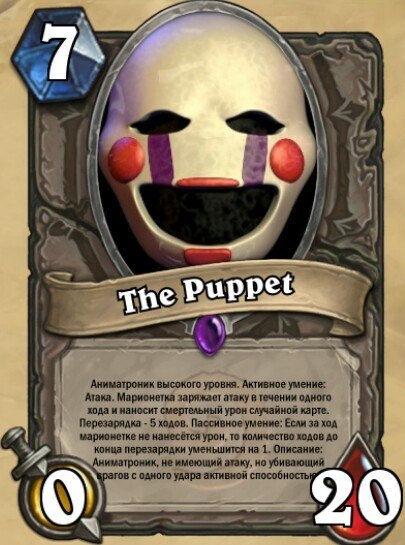 7
The Puppet
Аниматроник высокого уровня. Активное умение:
Атака. Марионетка заряжает атаку в течении одного
хода и наносит смертельный урон случайной карте.
Перезарядка - 5 ходов. Пассивное умение: Если за ход
марионетке не нанесётся урон, то количество ходов до
конца перезарядки уменьшится на 1. Описание:
Аниматроник, не имеющий атаку, но убивающий
врагов с одного удара активной способностью
0
20